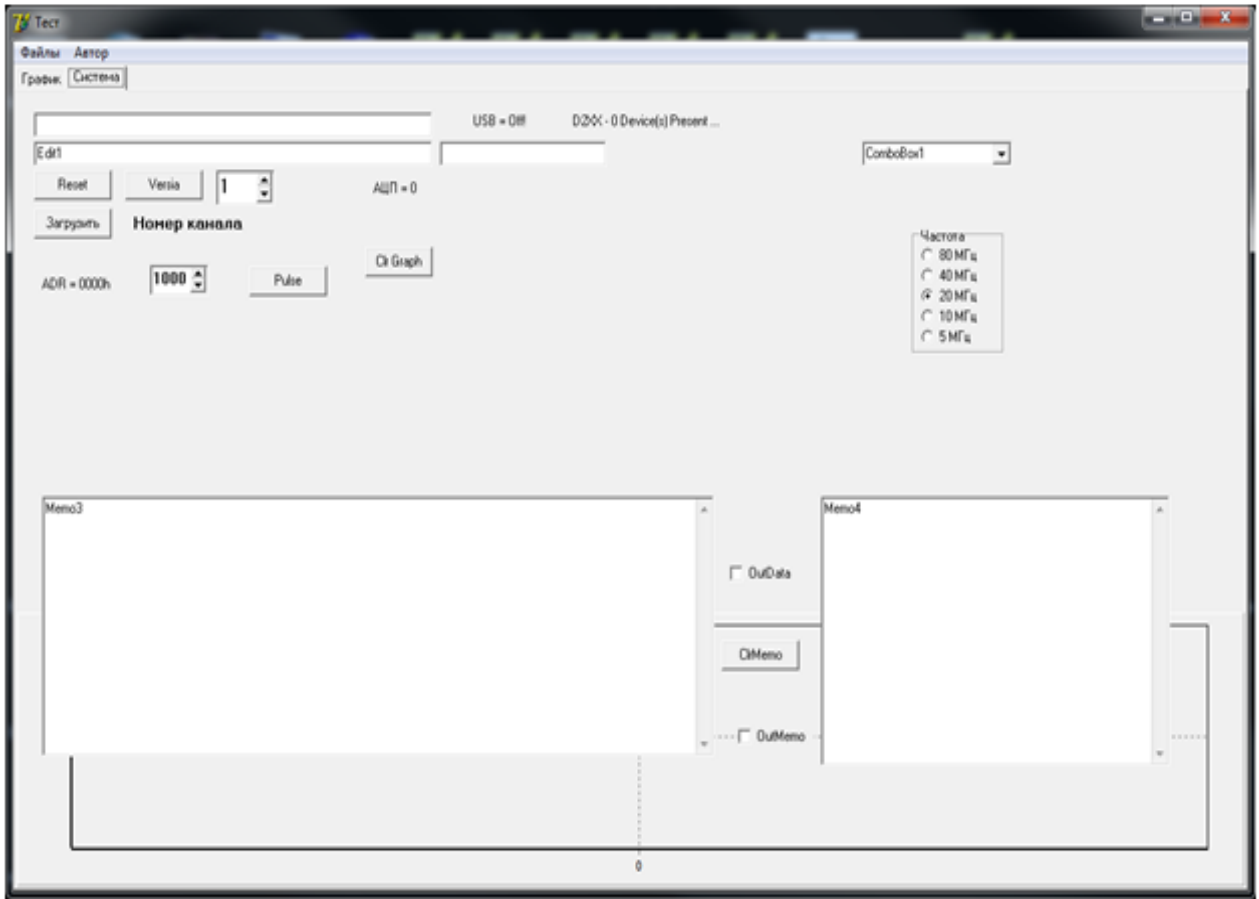 Тест
Файлы Автор
График Система
USB = Off D2XX - 0 Device(s) Present ...
Edit1 ComboBox1
Reset Versia 1 АЦП = 0
Загрузить Номер канала
Частота
80 МГц
40 МГц
20 МГц
10 МГц
5 МГц
Clr Graph
ADR = 0000h 1000 Pulse
Memo3 Memo4
OutData
ClrMemo
OutMemo
0